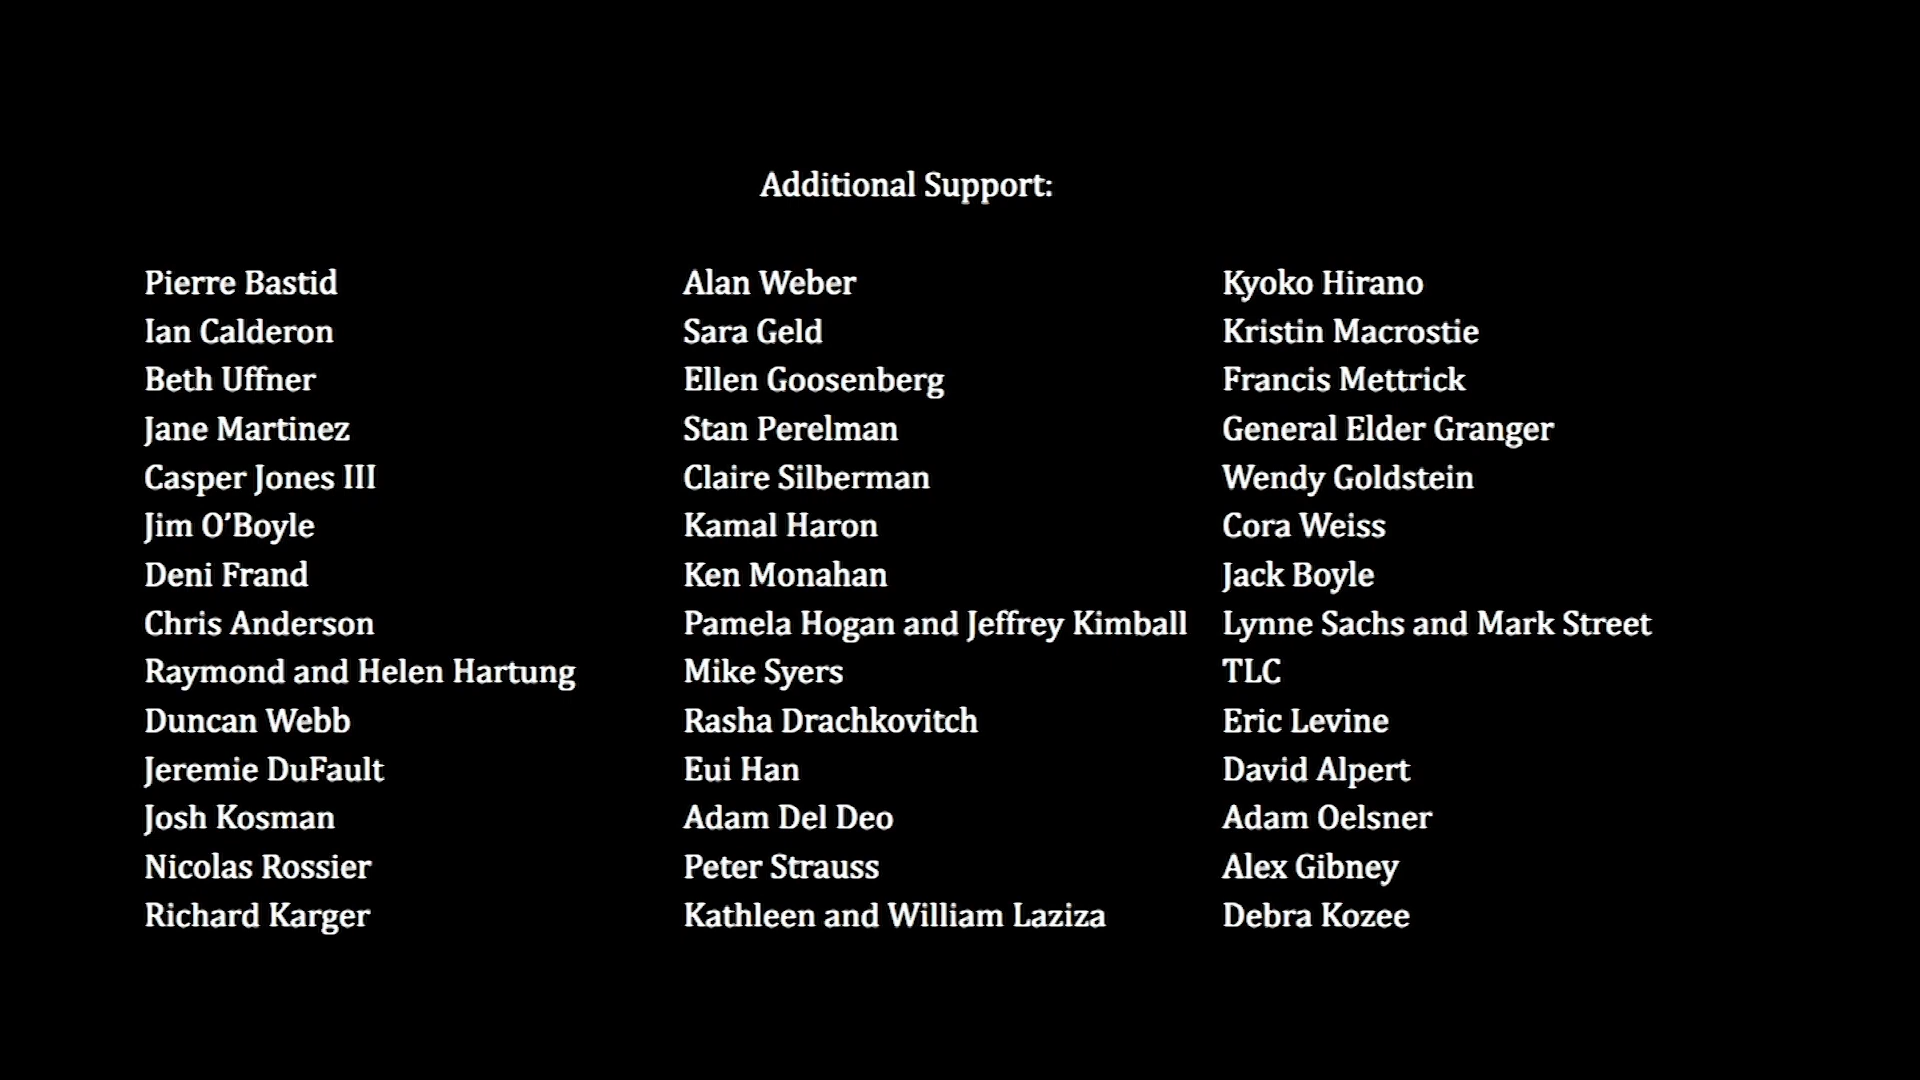 Additional Support:
Pierre Bastid
Ian Calderon
Beth Uffner
Jane Martinez
Casper Jones III
Jim O’Boyle
Deni Frand
Chris Anderson
Raymond and Helen Hartung
Duncan Webb
Jeremie DuFault
Josh Kosman
Nicolas Rossier
Richard Karger
Alan Weber
Sara Geld
Ellen Goosenberg
Stan Perelman
Claire Silberman
Kamal Haron
Ken Monahan
Pamela Hogan and Jeffrey Kimball
Mike Syers
Rasha Drachkovitch
Eui Han
Adam Del Deo
Peter Strauss
Kathleen and William Laziza
Kyoko Hirano
Kristin Macrostie
Francis Mettrick
General Elder Granger
Wendy Goldstein
Cora Weiss
Jack Boyle
Lynne Sachs and Mark Street
TLC
Eric Levine
David Alpert
Adam Oelsner
Alex Gibney
Debra Kozee